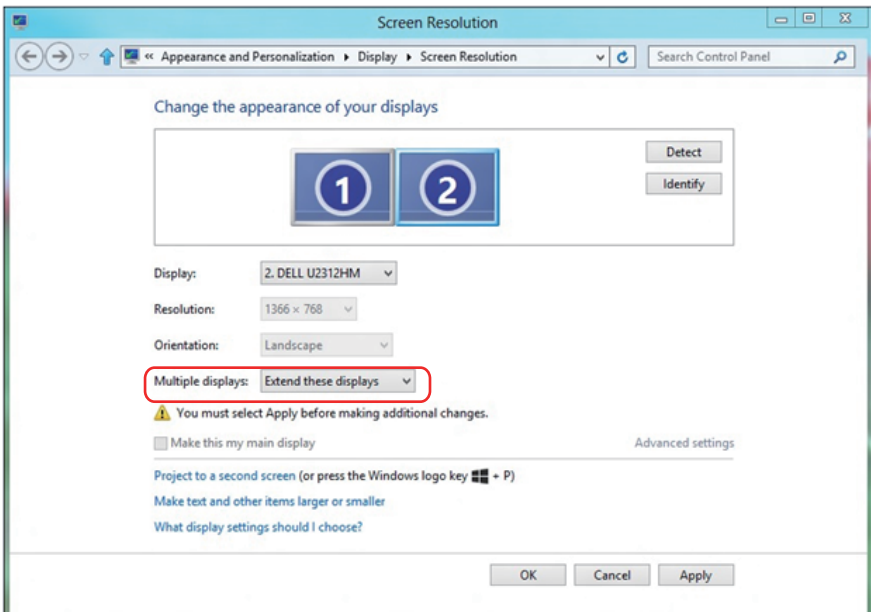 Screen Resolution
« Appearance and Personalization ▸ Display ▸ Screen Resolution
Search Control Panel
Change the appearance of your displays
1 2
Detect
Identify
Display: 2. DELL U2312HM
Resolution: 1366 × 768
Orientation: Landscape
Multiple displays: Extend these displays
You must select Apply before making additional changes.
Make this my main display Advanced settings
Project to a second screen (or press the Windows logo key + P)
Make text and other items larger or smaller
What display settings should I choose?
OK Cancel Apply